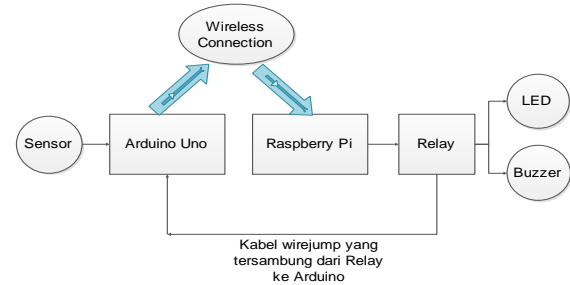 Wireless
Connection
Sensor
Arduino Uno
Raspberry Pi
Relay
LED
Buzzer
Kabel wirejump yang
tersambung dari Relay
ke Arduino